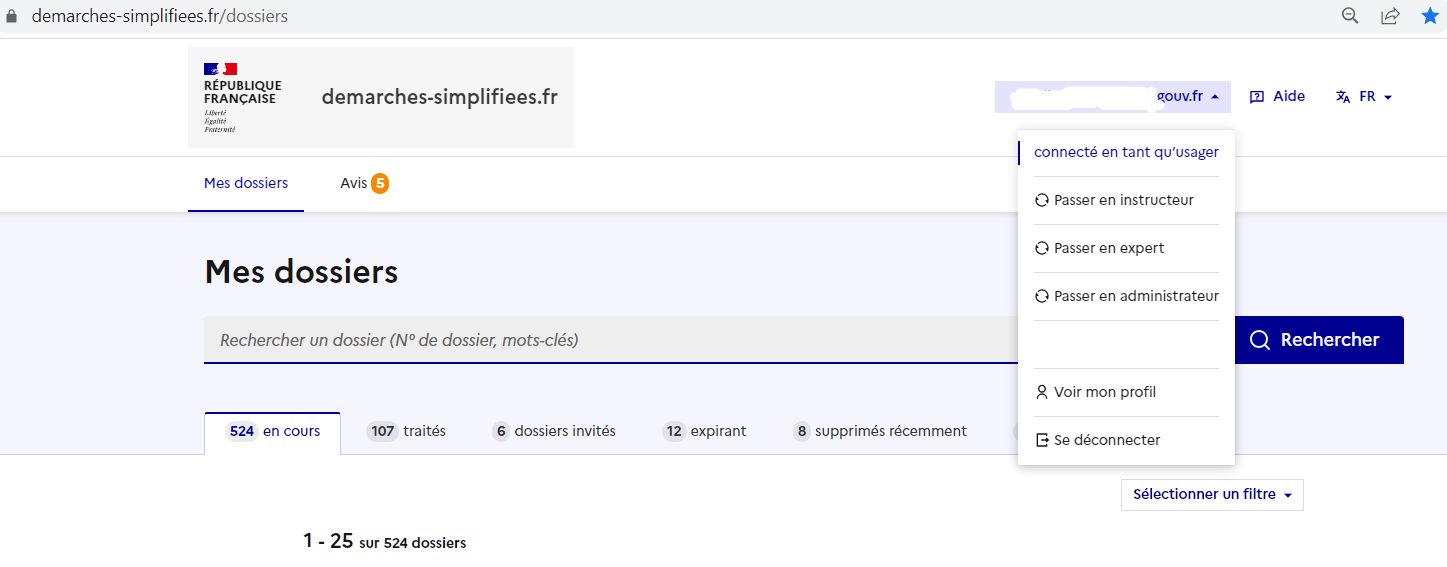 demarches-simplifiees.fr/dossiers
RÉPUBLIQUE
FRANÇAISE
Liberté
Égalité
Fraternité
demarches-simplifiees.fr
gouv.fr
Aide
FR
connecté en tant qu’usager
Mes dossiers
Avis 5
Passer en instructeur
Passer en expert
Passer en administrateur
Voir mon profil
Se déconnecter
Mes dossiers
Rechercher un dossier (N° de dossier, mots-clés)
Rechercher
524 en cours
107 traités
6 dossiers invités
12 expirant
8 supprimés récemment
Sélectionner un filtre
1 - 25 sur 524 dossiers